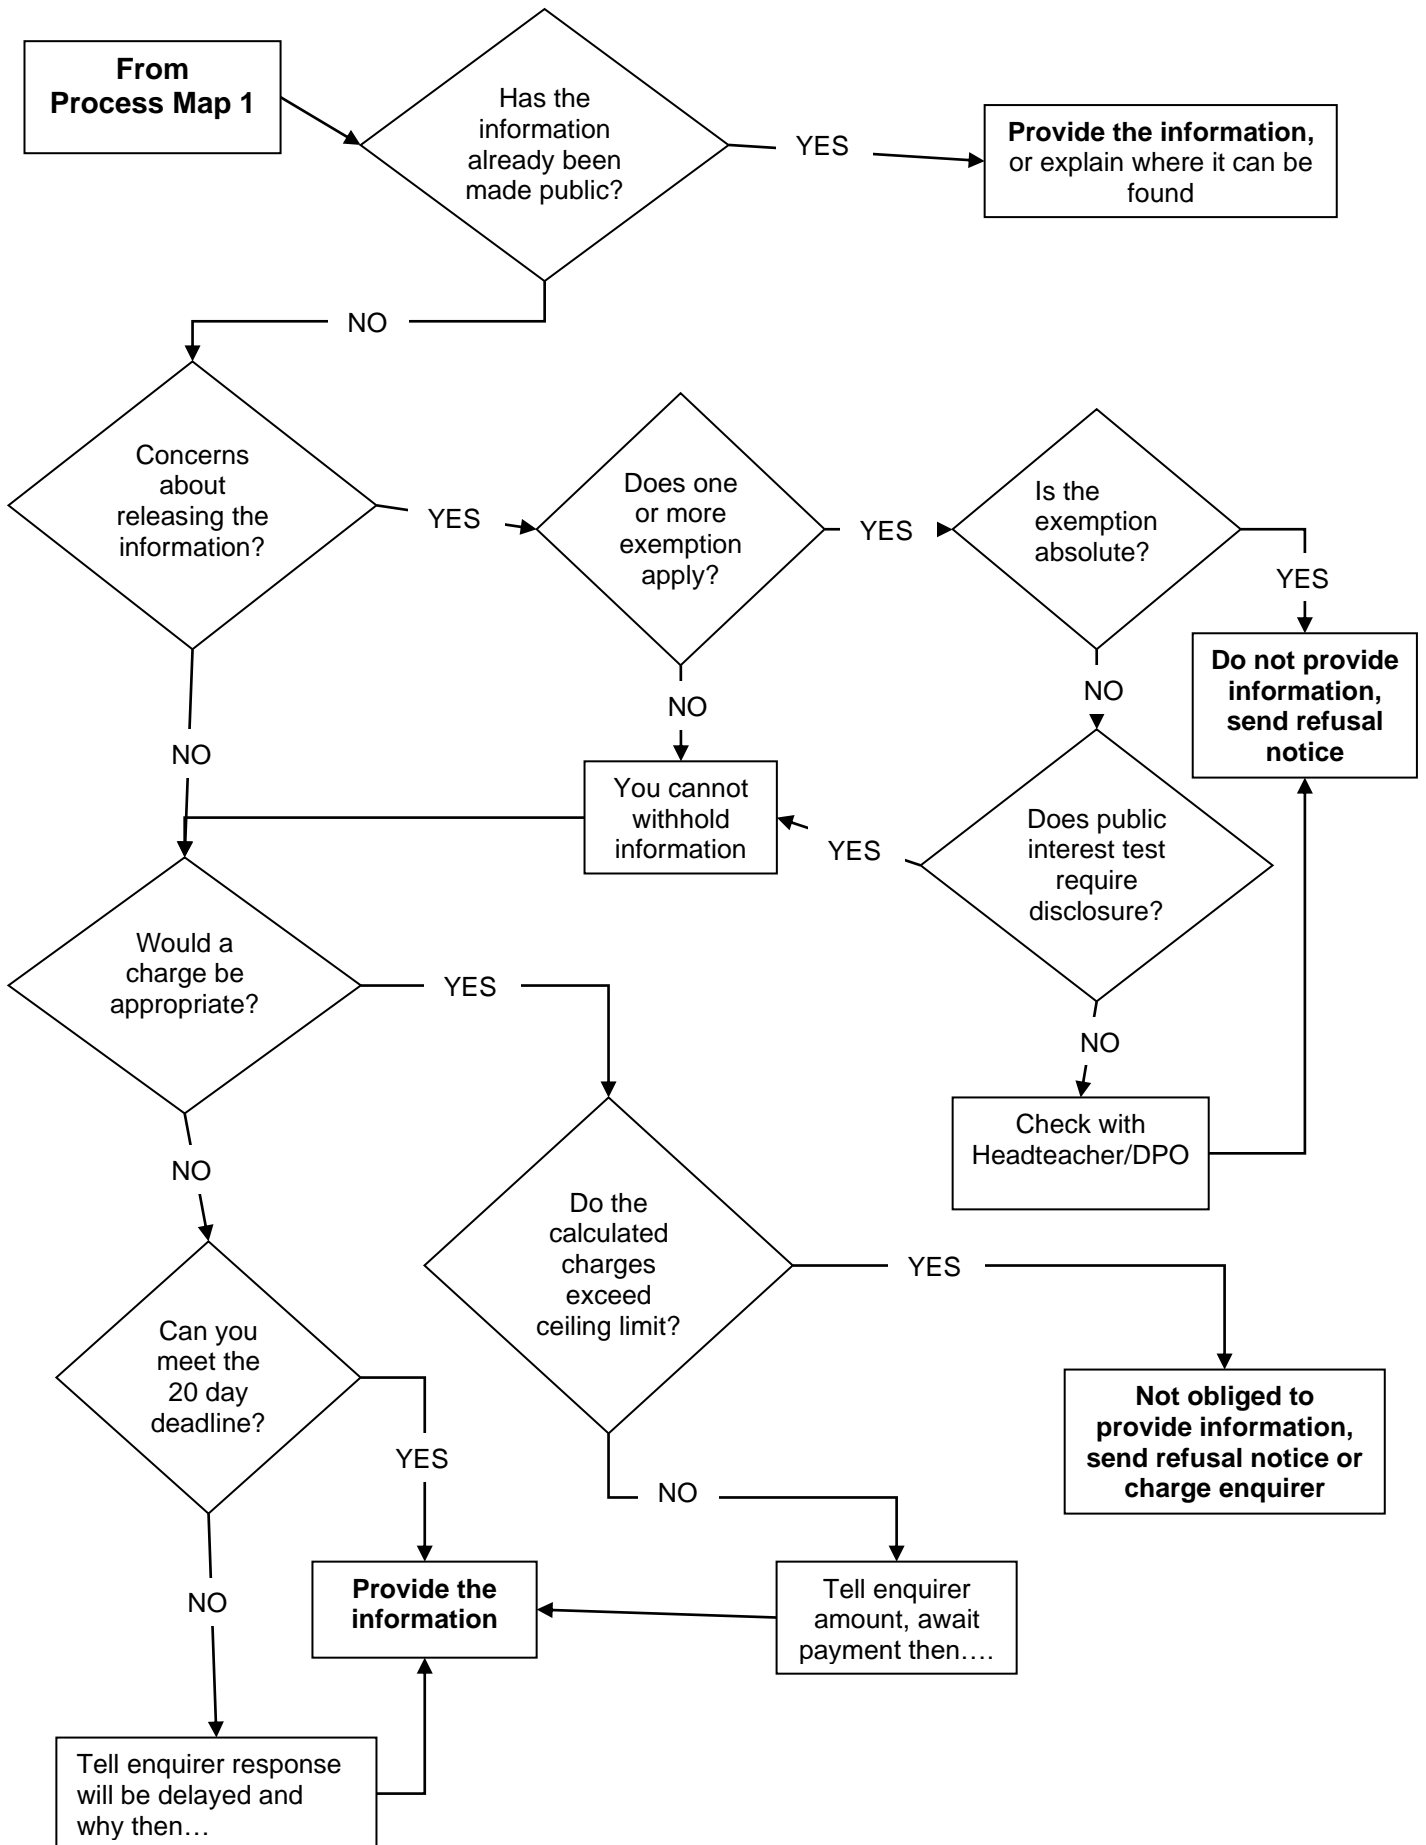 From
Process Map 1
Has the
information
already been
made public?
YES
Provide the information,
or explain where it can be
found
NO
Concerns
about
releasing the
information?
YES
Does one
or more
exemption
apply?
YES
Is the
exemption
absolute?
YES
NO
NO
Do not provide
information,
send refusal
notice
NO
You cannot
withhold
information
YES
Does public
interest test
require
disclosure?
Would a
charge be
appropriate?
YES
NO
Check with
Headteacher/DPO
NO
Do the
calculated
charges
exceed
ceiling limit?
YES
Can you
meet the
20 day
deadline?
YES
NO
Not obliged to
provide information,
send refusal notice or
charge enquirer
NO
Provide the
information
Tell enquirer
amount, await
payment then….
Tell enquirer response
will be delayed and
why then…